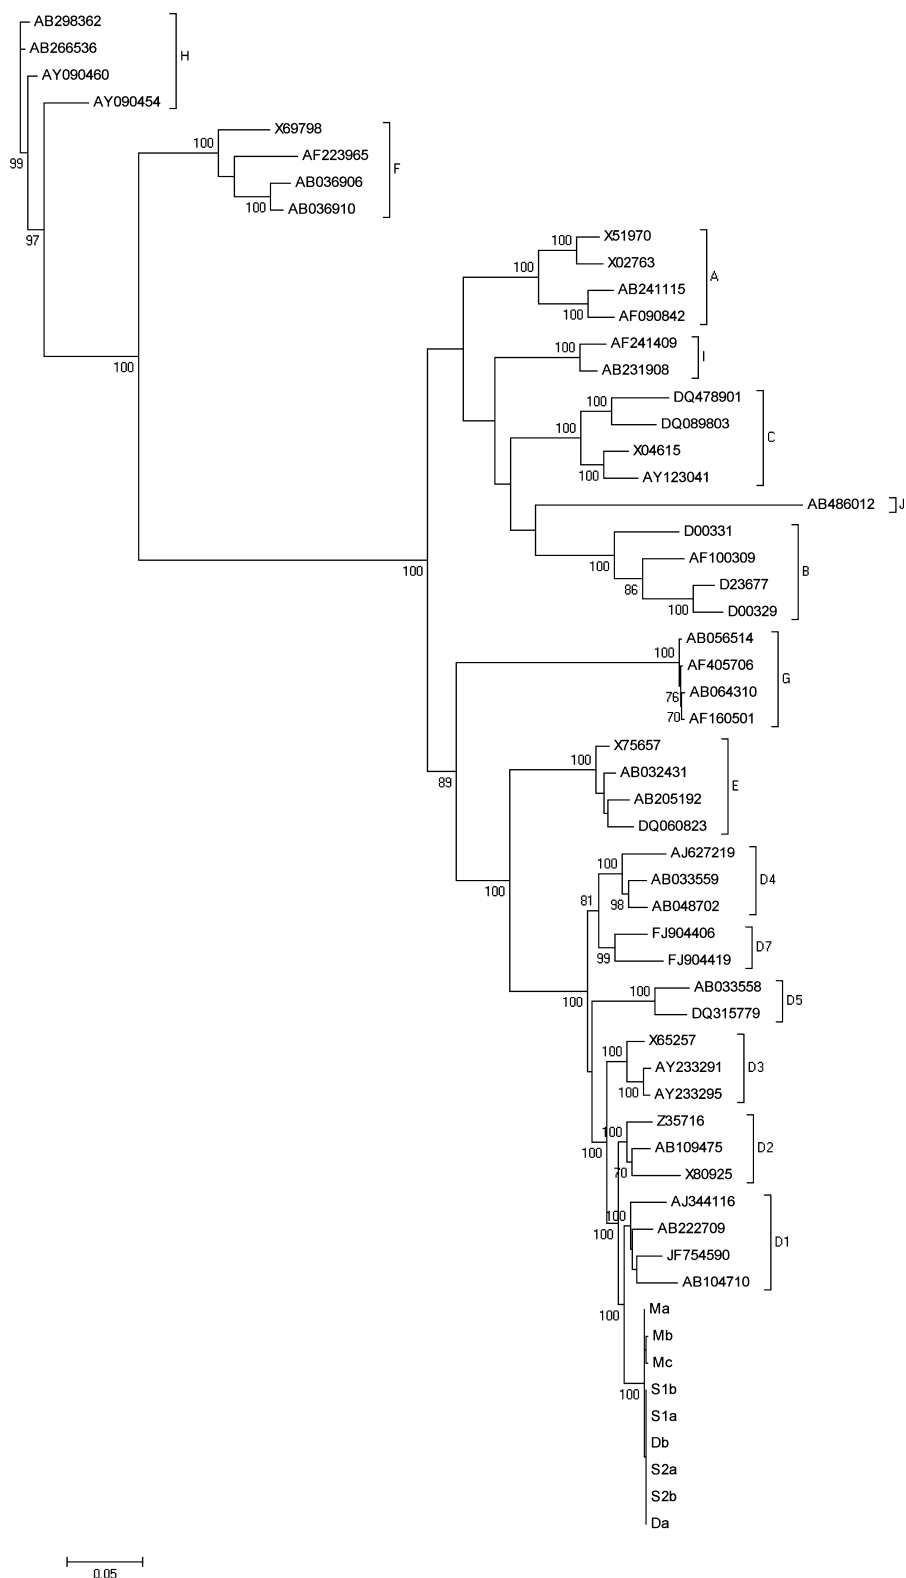 AB298362
AB266536
H
AY090460
AY090454
X69798
100
AF223965
99
F
AB036906
100
AB036910
97
X51970
100
X02763
100
A
AB241115
100
AF090842
AF241409
100
I
100
AB231908
DQ478901
100
DQ089803
100
C
X04615
100
AY123041
AB486012
J
D00331
AF100309
100
B
86
D23677
100
D00329
AB056514
100
AF405706
G
AB064310
76
70
AF160501
X75657
100
AB032431
89
E
AB205192
DQ060823
AJ627219
100
AB033559
D4
100
81
98
AB048702
FJ904406
D7
99
FJ904419
AB033558
100
D5
100
DQ315779
X65257
100
AY233291
D3
100
AY233295
Z35716
100
AB109475
D2
100
70
X80925
AJ344116
100
AB222709
100
D1
JF754590
AB104710
Ma
100
Mb
Mc
S1b
100
S1a
Db
S2a
S2b
Da
0.05